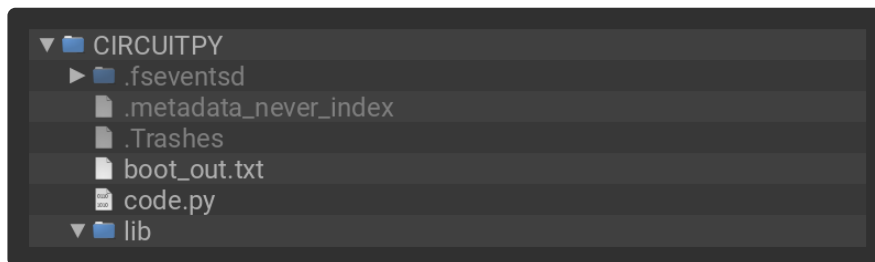 CIRCUITPY
.fseventsd
.metadata_never_index
.Trashes
boot_out.txt
code.py
lib